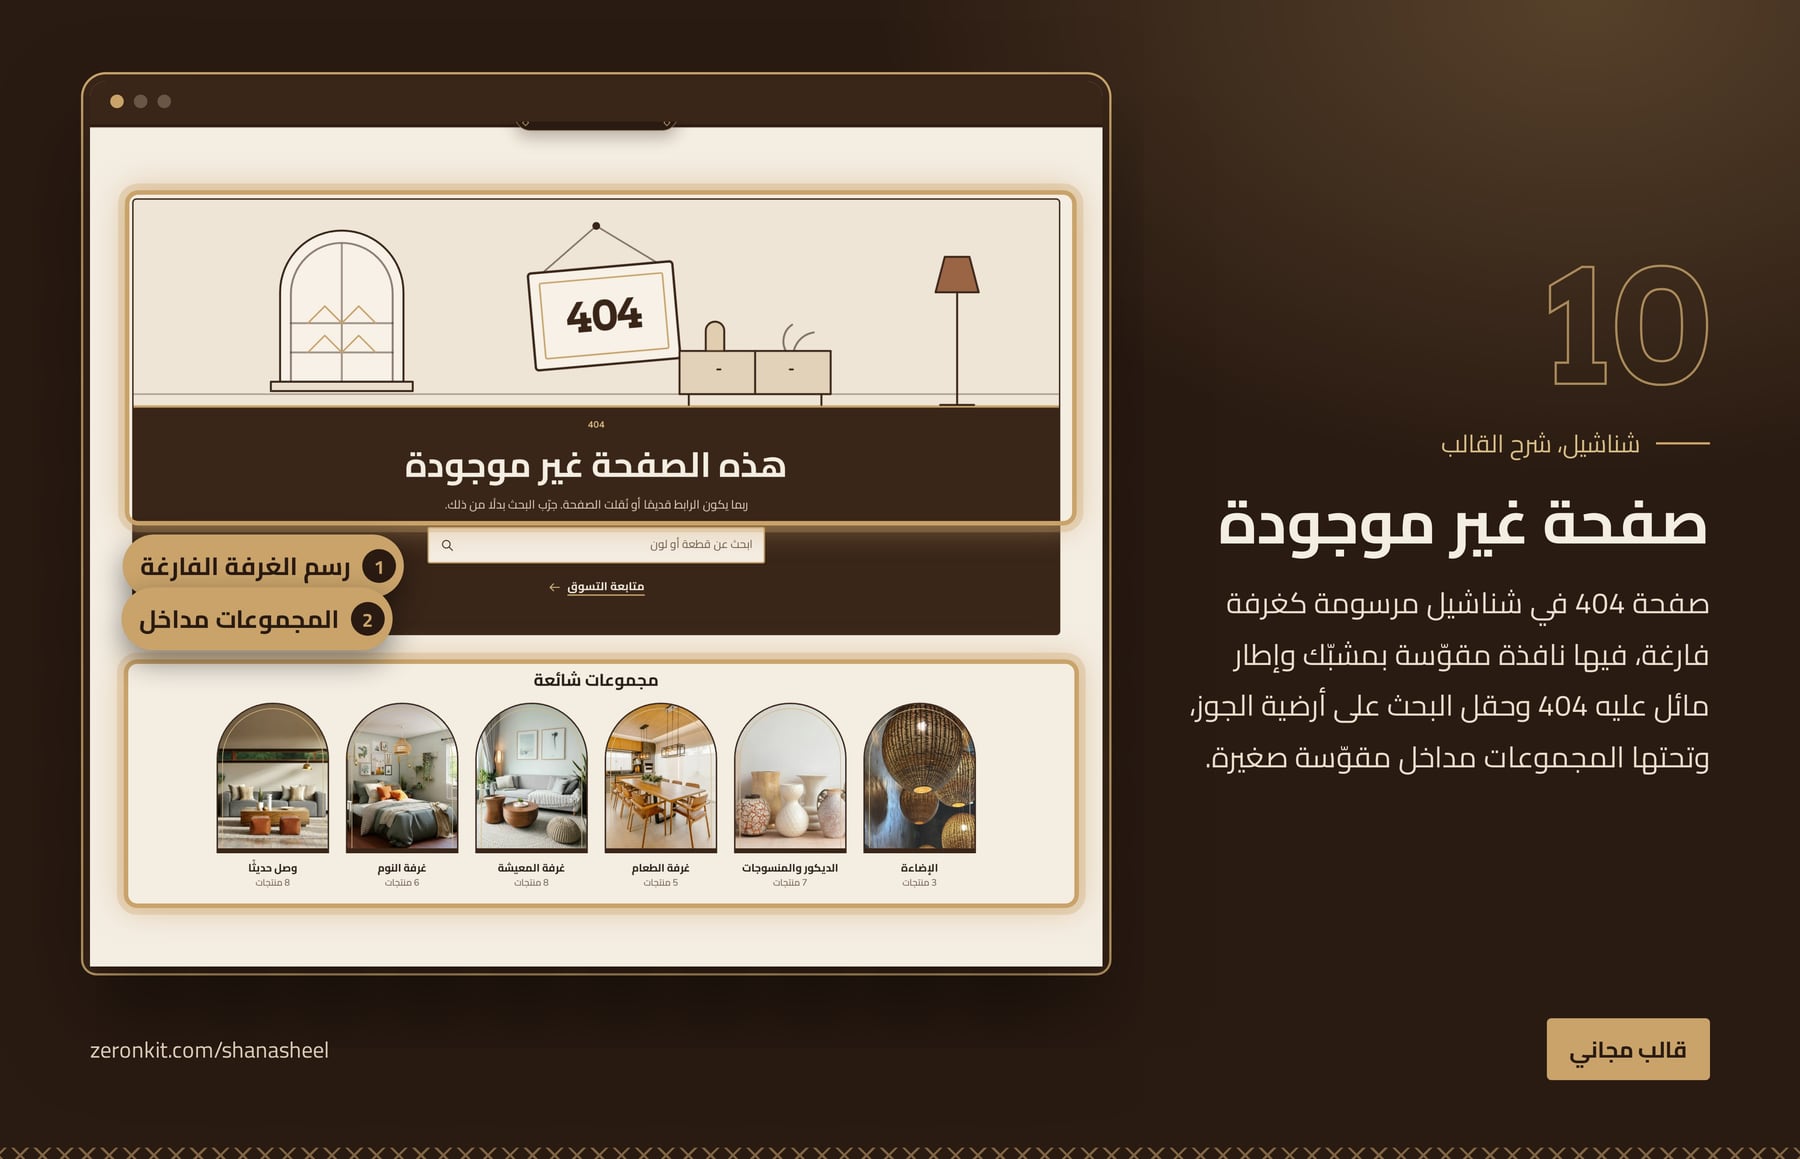 10
شناشيل، شرح القالب
صفحة غير موجودة
صفحة 404 في شناشيل مرسومة كغرفة
فارغة، فيها نافذة مقوّسة بمشبّك وإطار
مائل عليه 404 وحقل البحث على أرضية الجوز،
وتحتها المجموعات مداخل مقوّسة صغيرة.
404
404
هذه الصفحة غير موجودة
ربما يكون الرابط قديمًا أو نُقلت الصفحة. جرّب البحث بدلًا من ذلك.
ابحث عن قطعة أو لون
متابعة التسوق
1 رسم الغرفة الفارغة
2 المجموعات مداخل
مجموعات شائعة
الإضاءة
3 منتجات
الديكور والمنسوجات
7 منتجات
غرفة الطعام
5 منتجات
غرفة المعيشة
8 منتجات
غرفة النوم
6 منتجات
وصل حديثًا
8 منتجات
قالب مجاني
zeronkit.com/shanasheel